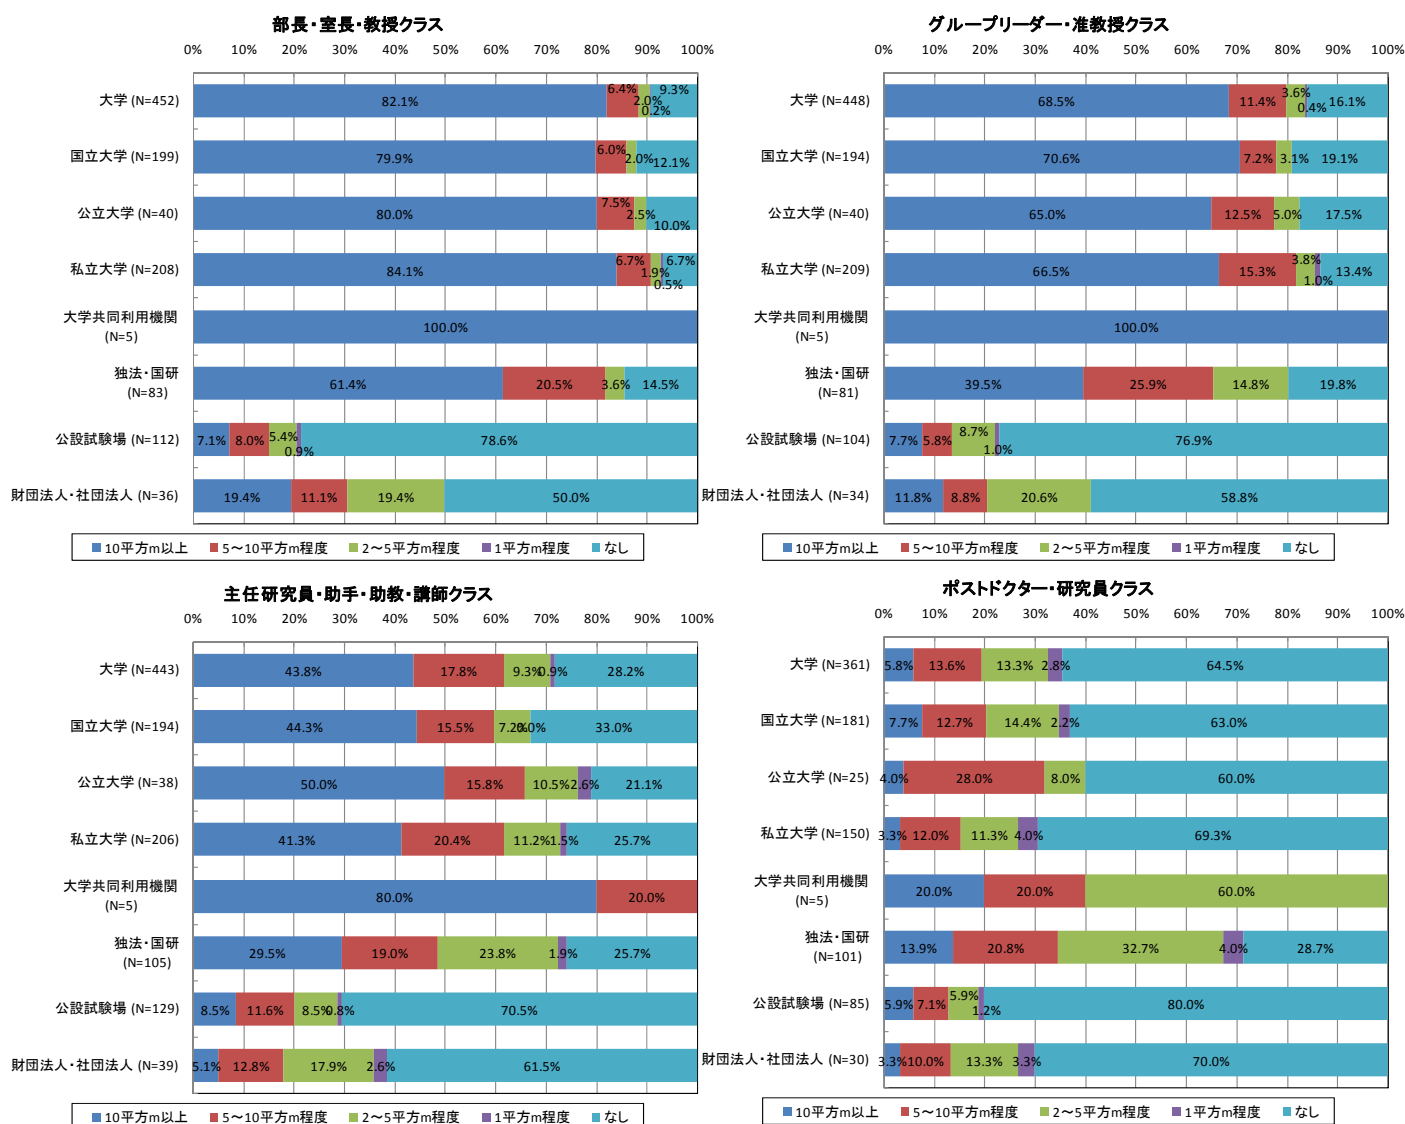 部長・室長・教授クラス
0% 10% 20% 30% 40% 50% 60% 70% 80% 90% 100%
大学 (N=452) 82.1% 6.4% 2.0% 0.2% 9.3%
国立大学 (N=199) 79.9% 6.0% 2.0% 12.1%
公立大学 (N=40) 80.0% 7.5% 2.5% 10.0%
私立大学 (N=208) 84.1% 6.7% 1.9% 0.5% 6.7%
大学共同利用機関
(N=5) 100.0%
独法・国研
(N=83) 61.4% 20.5% 3.6% 14.5%
公設試験場 (N=112) 7.1% 8.0% 5.4% 0.9% 78.6%
財団法人・社団法人 (N=36) 19.4% 11.1% 19.4% 50.0%
10平方m以上 5～10平方m程度 2～5平方m程度 1平方m程度 なし
グループリーダー・准教授クラス
0% 10% 20% 30% 40% 50% 60% 70% 80% 90% 100%
大学 (N=448) 68.5% 11.4% 3.6% 0.4% 16.1%
国立大学 (N=194) 70.6% 7.2% 3.1% 19.1%
公立大学 (N=40) 65.0% 12.5% 5.0% 17.5%
私立大学 (N=209) 66.5% 15.3% 3.8% 1.0% 13.4%
大学共同利用機関
(N=5) 100.0%
独法・国研
(N=81) 39.5% 25.9% 14.8% 19.8%
公設試験場 (N=104) 7.7% 5.8% 8.7% 1.0% 76.9%
財団法人・社団法人 (N=34) 11.8% 8.8% 20.6% 58.8%
10平方m以上 5～10平方m程度 2～5平方m程度 1平方m程度 なし
主任研究員・助手・助教・講師クラス
0% 10% 20% 30% 40% 50% 60% 70% 80% 90% 100%
大学 (N=443) 43.8% 17.8% 9.3% 0.9% 28.2%
国立大学 (N=194) 44.3% 15.5% 7.2% 0.0% 33.0%
公立大学 (N=38) 50.0% 15.8% 10.5% 2.6% 21.1%
私立大学 (N=206) 41.3% 20.4% 11.2% 1.5% 25.7%
大学共同利用機関
(N=5) 80.0% 20.0%
独法・国研
(N=105) 29.5% 19.0% 23.8% 1.9% 25.7%
公設試験場 (N=129) 8.5% 11.6% 8.5% 0.8% 70.5%
財団法人・社団法人 (N=39) 5.1% 12.8% 17.9% 2.6% 61.5%
10平方m以上 5～10平方m程度 2～5平方m程度 1平方m程度 なし
ポストドクター・研究員クラス
0% 10% 20% 30% 40% 50% 60% 70% 80% 90% 100%
大学 (N=361) 5.8% 13.6% 13.3% 2.8% 64.5%
国立大学 (N=181) 7.7% 12.7% 14.4% 2.2% 63.0%
公立大学 (N=25) 4.0% 28.0% 8.0% 60.0%
私立大学 (N=150) 3.3% 12.0% 11.3% 4.0% 69.3%
大学共同利用機関
(N=5) 20.0% 20.0% 60.0%
独法・国研
(N=101) 13.9% 20.8% 32.7% 4.0% 28.7%
公設試験場 (N=85) 5.9% 7.1% 5.9% 1.2% 80.0%
財団法人・社団法人 (N=30) 3.3% 10.0% 13.3% 3.3% 70.0%
10平方m以上 5～10平方m程度 2～5平方m程度 1平方m程度 なし